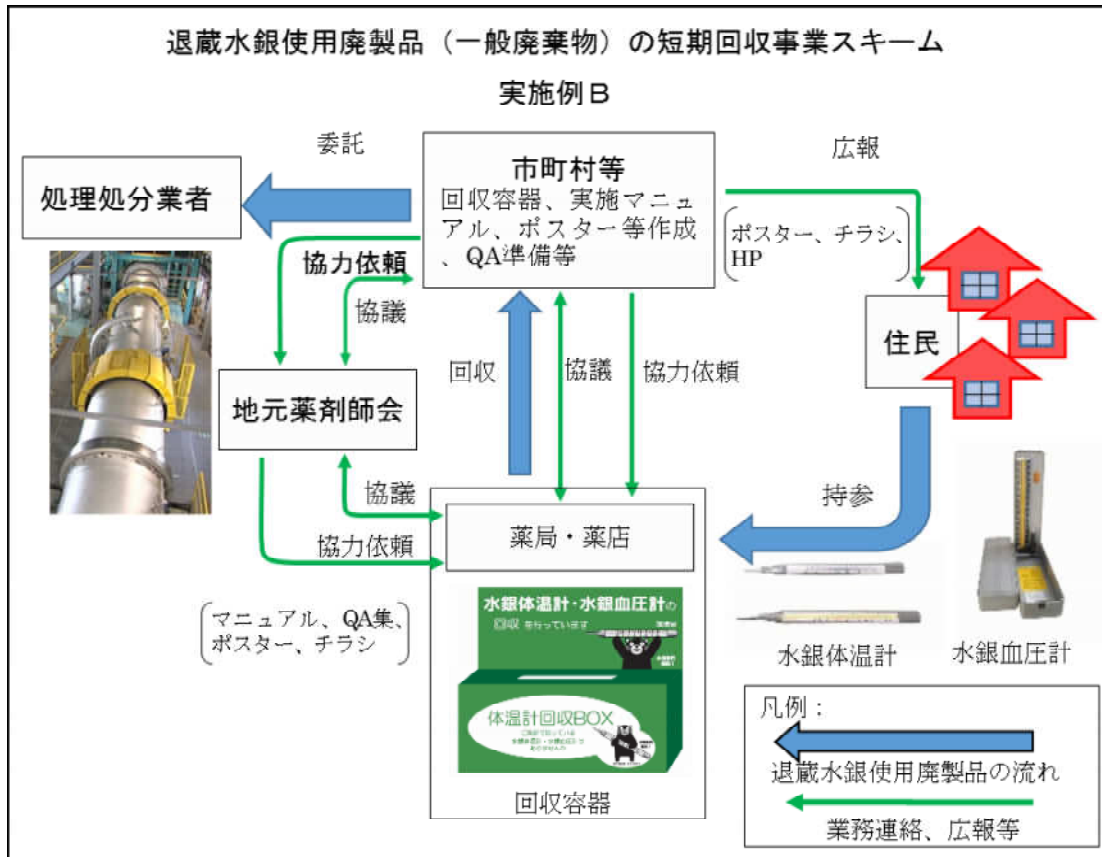 退蔵水銀使用廃製品（一般廃棄物）の短期回収事業スキーム
実施例Ｂ
委託
市町村等
回収容器、実施マニュ
アル、ポスター等作成
、QA準備等
広報
処理処分業者
ポスター、チラシ、
HP
協力依頼
協議
住民
回収
協議
協力依頼
地元薬剤師会
協議
協力依頼
薬局・薬店
持参
マニュアル、QA集、
ポスター、チラシ
水銀体温計・水銀血圧計の
回収を行っています
体温計回収BOX
回収容器
水銀体温計
水銀血圧計
凡例：
退蔵水銀使用廃製品の流れ
業務連絡、広報等